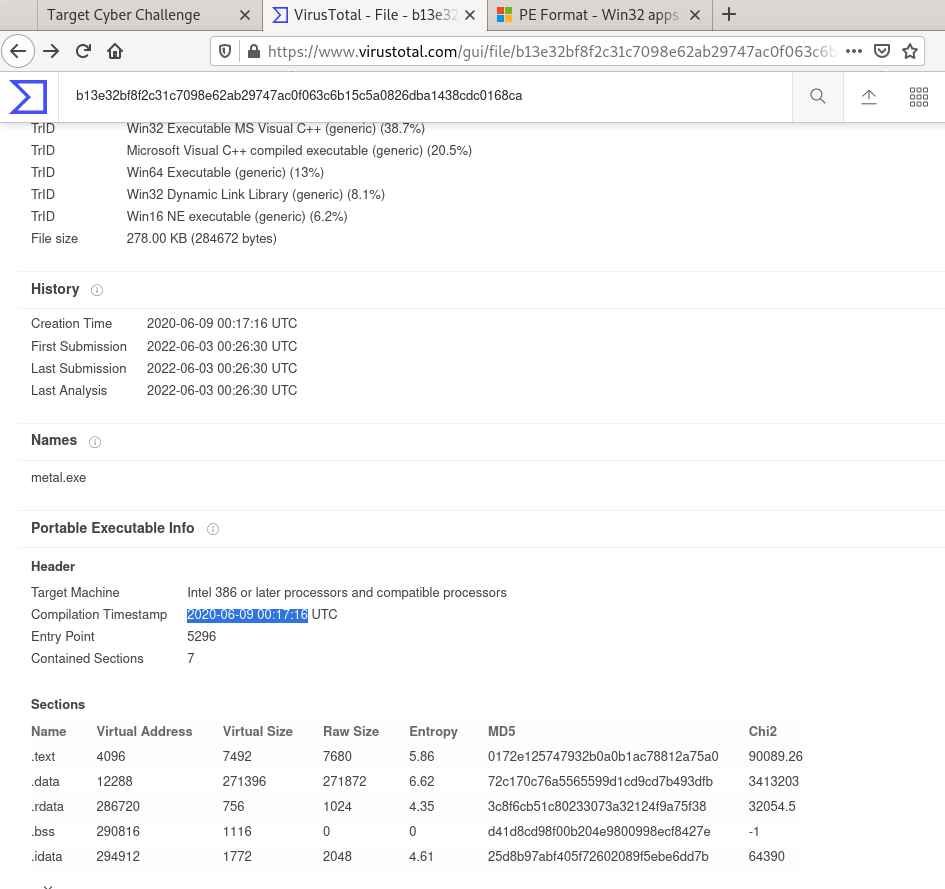 Target Cyber Challenge
VirusTotal - File - b13e32
PE Format - Win32 apps
https://www.virustotal.com/gui/file/b13e32bf8f2c31c7098e62ab29747ac0f063c6b
b13e32bf8f2c31c7098e62ab29747ac0f063c6b15c5a0826dba1438cdc0168ca
TrID Win32 Executable MS Visual C++ (generic) (38.7%)
TrID Microsoft Visual C++ compiled executable (generic) (20.5%)
TrID Win64 Executable (generic) (13%)
TrID Win32 Dynamic Link Library (generic) (8.1%)
TrID Win16 NE executable (generic) (6.2%)
File size 278.00 KB (284672 bytes)
History
Creation Time 2020-06-09 00:17:16 UTC
First Submission 2022-06-03 00:26:30 UTC
Last Submission 2022-06-03 00:26:30 UTC
Last Analysis 2022-06-03 00:26:30 UTC
Names
metal.exe
Portable Executable Info
Header
Target Machine Intel 386 or later processors and compatible processors
Compilation Timestamp 2020-06-09 00:17:16 UTC
Entry Point 5296
Contained Sections 7
Sections
Name Virtual Address Virtual Size Raw Size Entropy MD5 Chi2
.text 4096 7492 7680 5.86 0172e125747932b0a0b1ac78812a75a0 90089.26
.data 12288 271396 271872 6.62 72c170c76a5565599d1cd9cd7b493dfb 3413203
.rdata 286720 756 1024 4.35 3c8f6cb51c80233073a32124f9a75f38 32054.5
.bss 290816 1116 0 0 d41d8cd98f00b204e9800998ecf8427e -1
.idata 294912 1772 2048 4.61 25d8b97abf405f72602089f5ebe6dd7b 64390